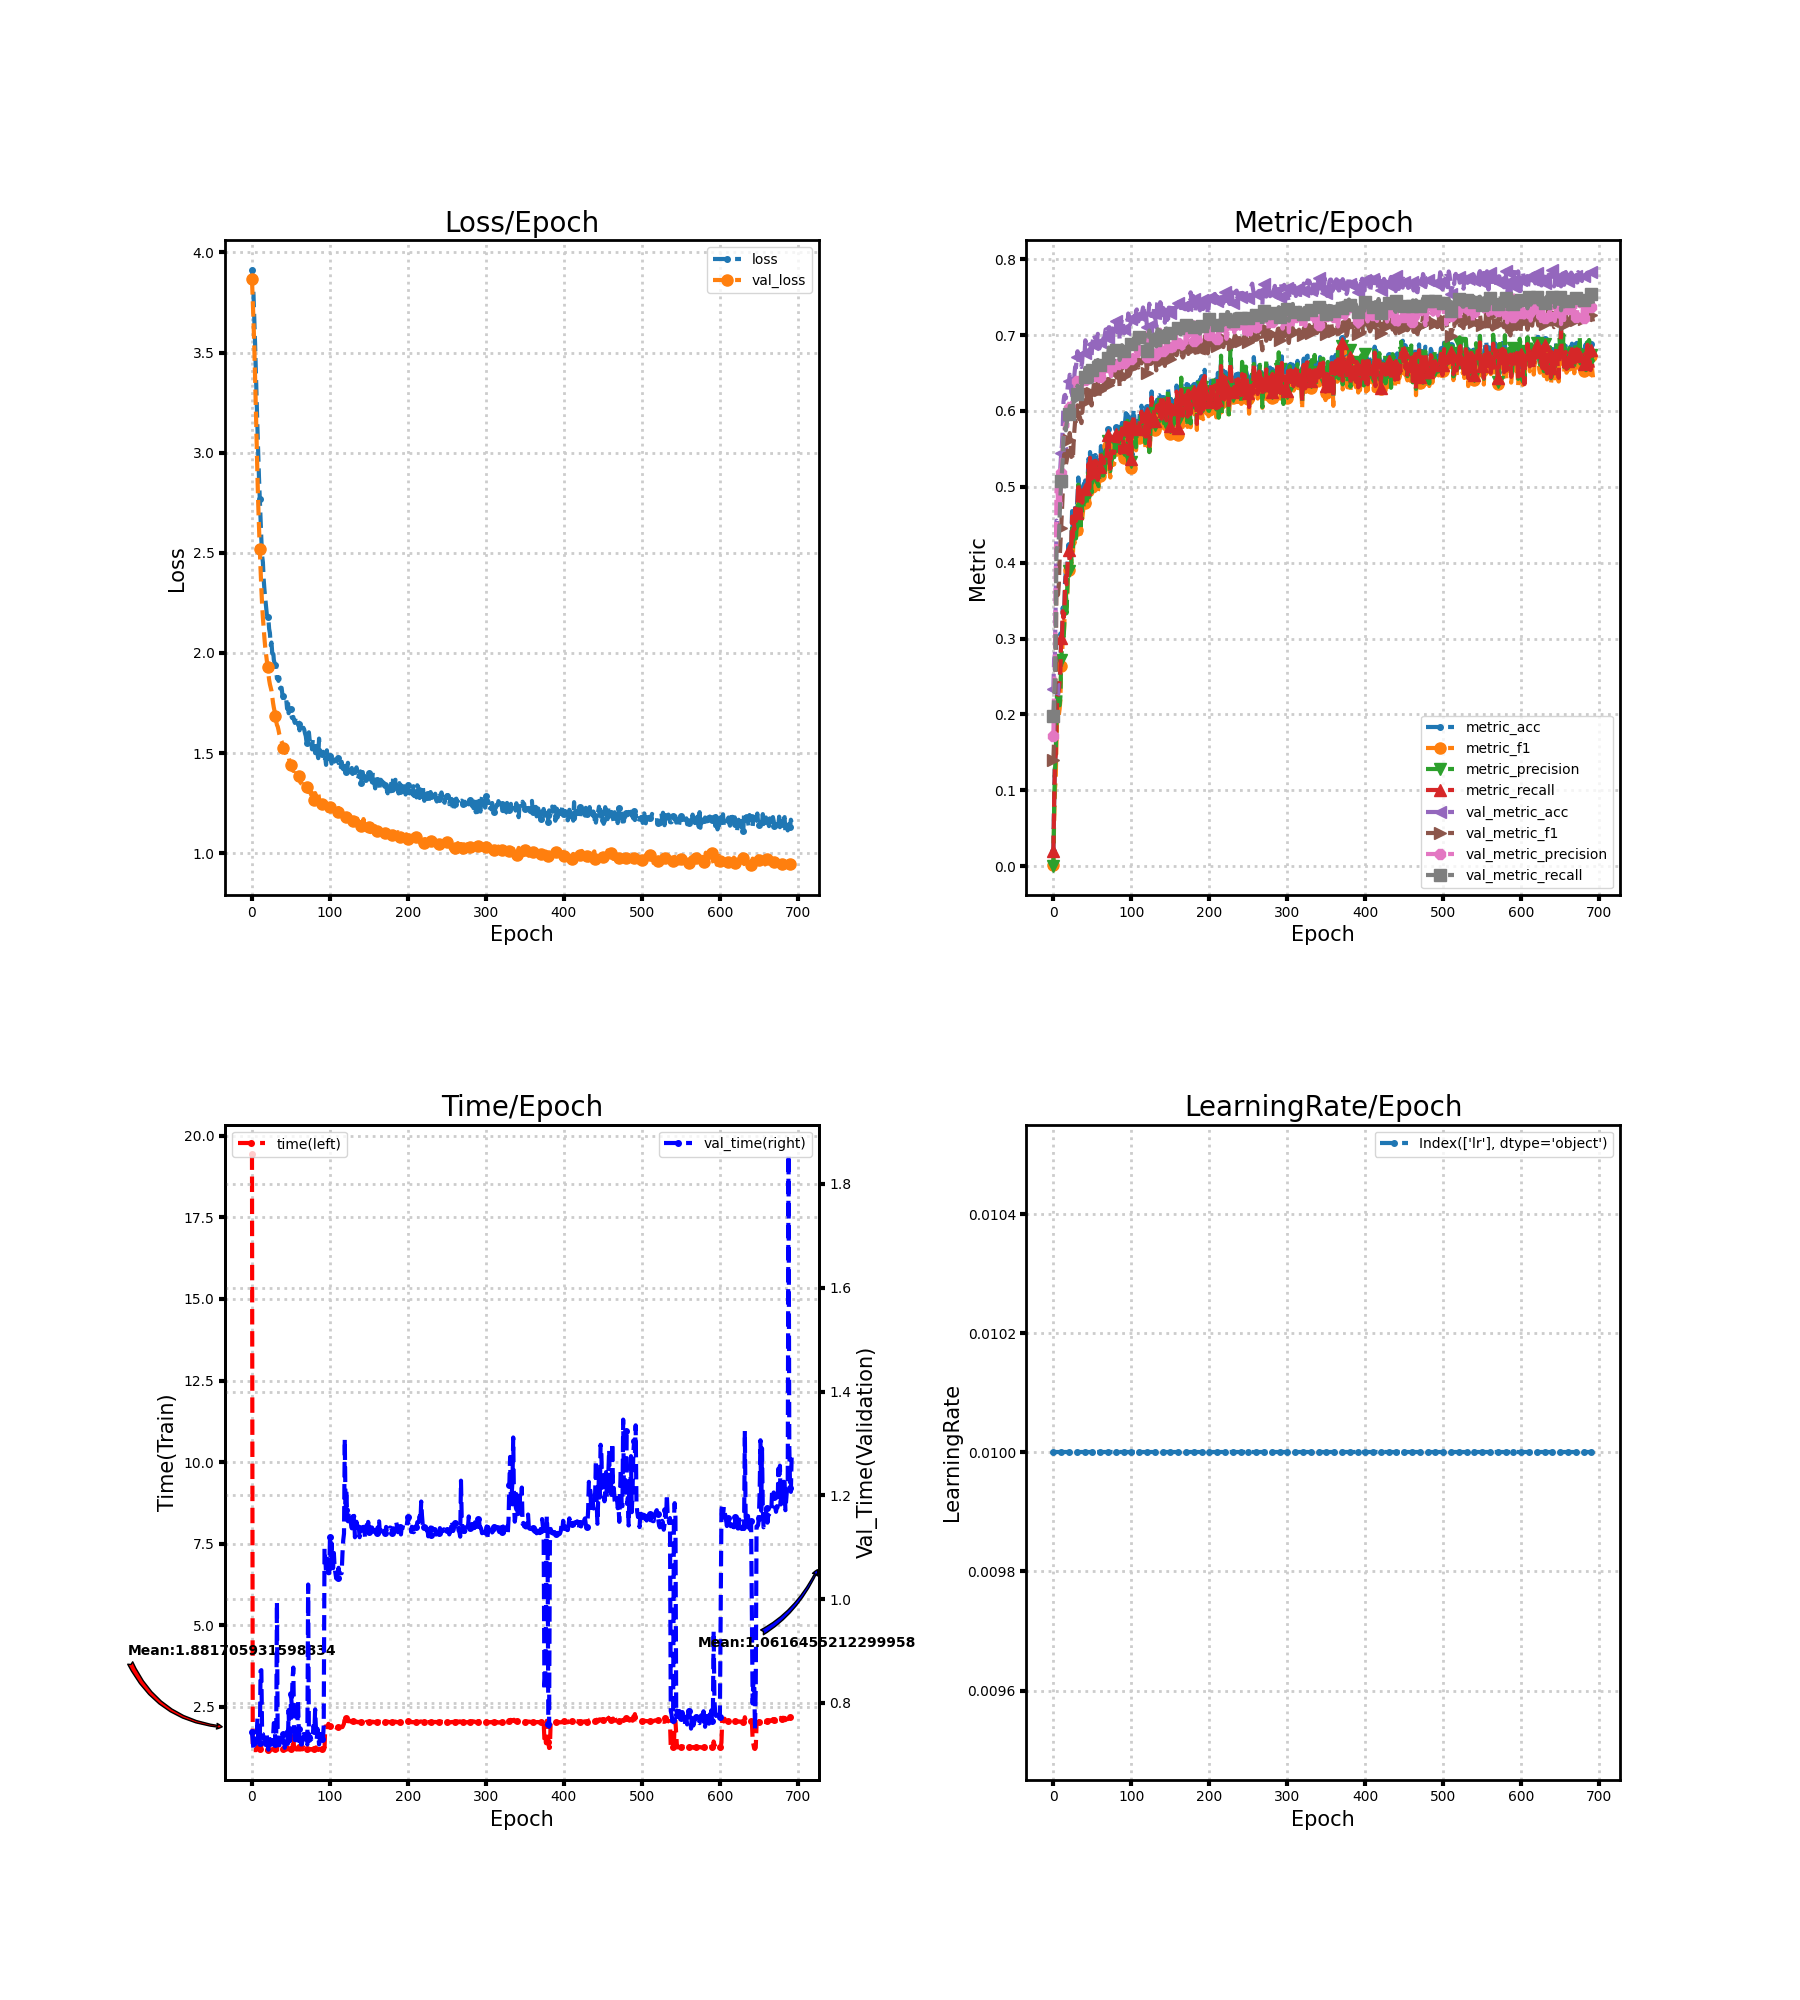 Loss/Epoch
4.0
3.5
3.0
2.5
2.0
1.5
1.0
Loss
loss
val_loss
0 100 200 300 400 500 600 700
Epoch
Metric/Epoch
0.8
0.7
0.6
0.5
0.4
0.3
0.2
0.1
0.0
Metric
metric_acc
metric_f1
metric_precision
metric_recall
val_metric_acc
val_metric_f1
val_metric_precision
val_metric_recall
0 100 200 300 400 500 600 700
Epoch
Time/Epoch
20.0
17.5
15.0
12.5
10.0
7.5
5.0
2.5
Time(Train)
time(left)
val_time(right)
1.8
1.6
1.4
1.2
1.0
0.8
Val_Time(Validation)
Mean:1.881705931598334
Mean:1.0616455212299958
0 100 200 300 400 500 600 700
Epoch
LearningRate/Epoch
0.0104
0.0102
0.0100
0.0098
0.0096
LearningRate
Index(['lr'], dtype='object')
0 100 200 300 400 500 600 700
Epoch